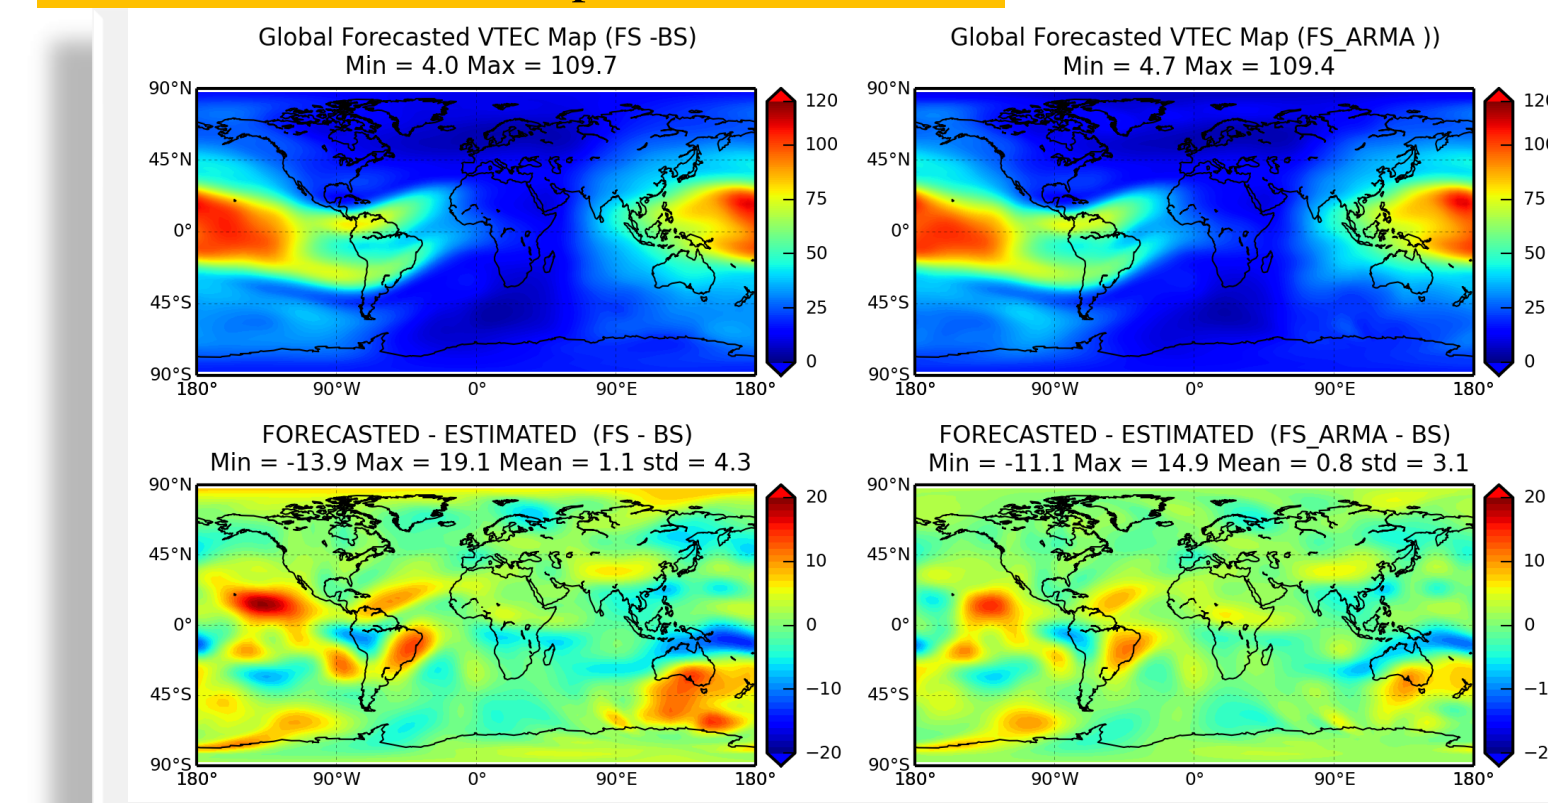 Global Forecasted VTEC Map (FS -BS)
Min = 4.0 Max = 109.7
90°N
45°N
0°
45°S
90°S
180°
90°W
0°
90°E
180°
120
100
75
50
25
0
Global Forecasted VTEC Map (FS_ARMA ))
Min = 4.7 Max = 109.4
90°N
45°N
0°
45°S
90°S
180°
90°W
0°
90°E
180°
120
100
75
50
25
0
FORECASTED - ESTIMATED  (FS - BS)
Min = -13.9 Max = 19.1 Mean = 1.1 std = 4.3
90°N
45°N
0°
45°S
90°S
180°
90°W
0°
90°E
180°
20
10
0
−10
−20
FORECASTED - ESTIMATED  (FS_ARMA - BS)
Min = -11.1 Max = 14.9 Mean = 0.8 std = 3.1
90°N
45°N
0°
45°S
90°S
180°
90°W
0°
90°E
180°
20
10
0
−1
−2